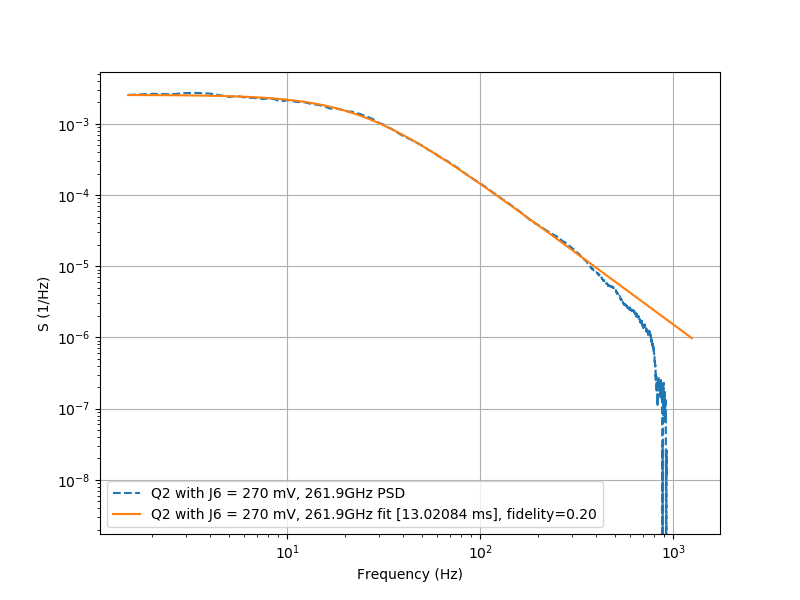 S (1/Hz)
10⁻³
10⁻⁴
10⁻⁵
10⁻⁶
10⁻⁷
10⁻⁸
Q2 with J6 = 270 mV, 261.9GHz PSD
Q2 with J6 = 270 mV, 261.9GHz fit [13.02084 ms], fidelity=0.20
10¹
10²
10³
Frequency (Hz)